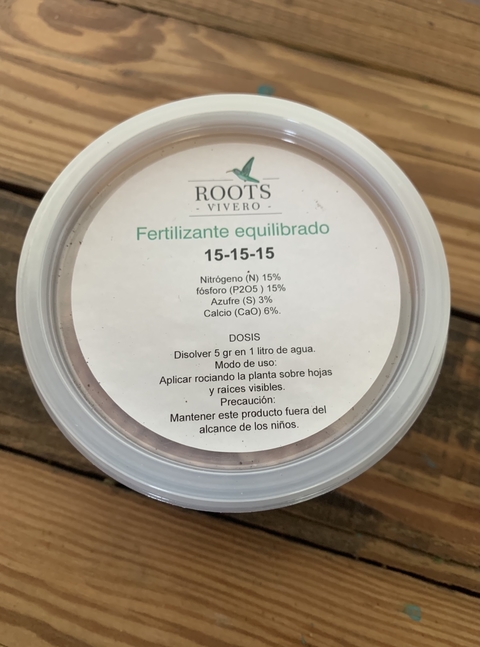 ROOTS
- VIVERO -
Fertilizante equilibrado
15-15-15
Nitrógeno (N) 15%
fósforo (P2O5 ) 15%
Azufre (S) 3%
Calcio (CaO) 6%.
DOSIS
Disolver 5 gr en 1 litro de agua.
Modo de uso:
Aplicar rociando la planta sobre hojas
y raices visibles.
Precaución:
Mantener este producto fuera del
alcance de los niños.